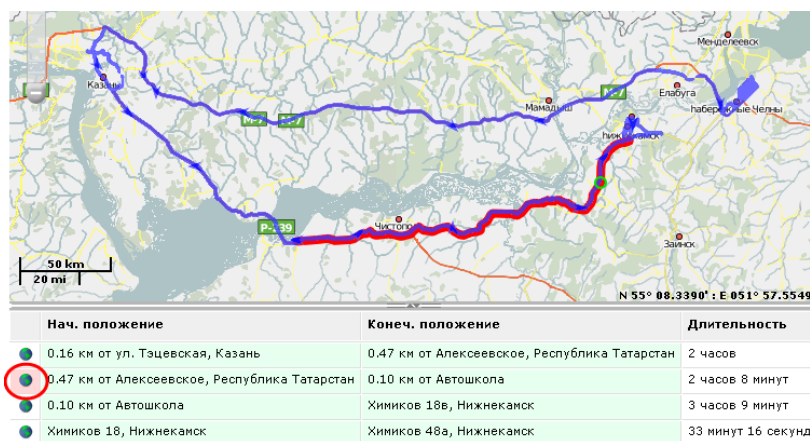 Менделеевск
Казань
Елабуга
Мамадыш
Набережные Челны
Нижнекамск
Чистопо
Заинск
50 km
20 mi
N 55° 08.3390' : E 051° 57.5549
Нач. положение Конеч. положение Длительность
0.16 км от ул. Тэцевская, Казань 0.47 км от Алексеевское, Республика Татарстан 2 часов
0.47 км от Алексеевское, Республика Татарстан 0.10 км от Автошкола 2 часов 8 минут
0.10 км от Автошкола Химиков 18в, Нижнекамск 3 часов 9 минут
Химиков 18, Нижнекамск Химиков 48а, Нижнекамск 33 минут 16 секунд